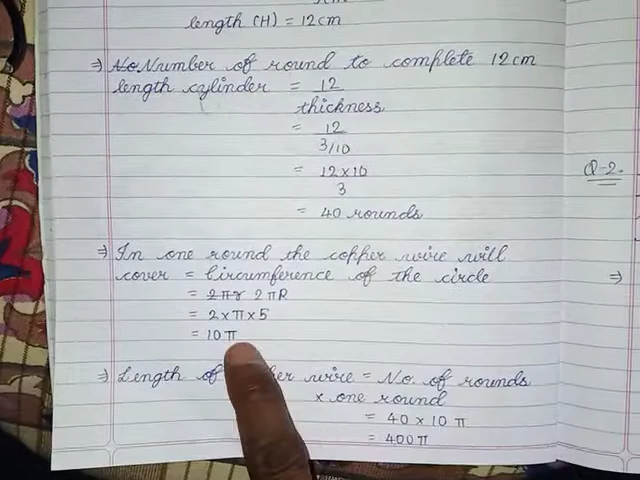 length (H) = 12cm
⇒ No Number of round to complete 12cm
length cylinder = 12
thickness
= 12
3/10
= 12 x 10
3
= 40 rounds
Q-2.
⇒ In one round the copper wire will
cover = Circumference of the circle
= 2πr 2πR
⇒
= 2 x π x 5
= 10π
⇒ Length of wire = No. of rounds
x one round
= 40 x 10 π
= 400π